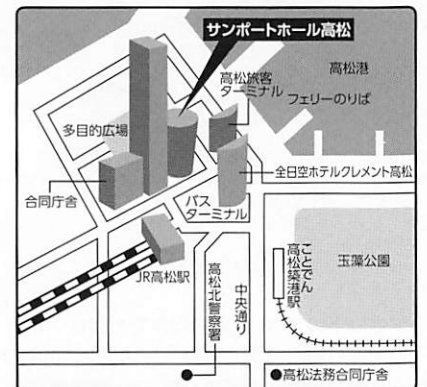 サンポートホール高松
高松港
高松旅客
ターミナル
フェリーのりば
多目的広場
全日空ホテルクレメント高松
合同庁舎
バス
ターミナル
JR高松駅
高松北警察署
中央通り
ことでん
高松築港駅
玉藻公園
高松法務合同庁舎